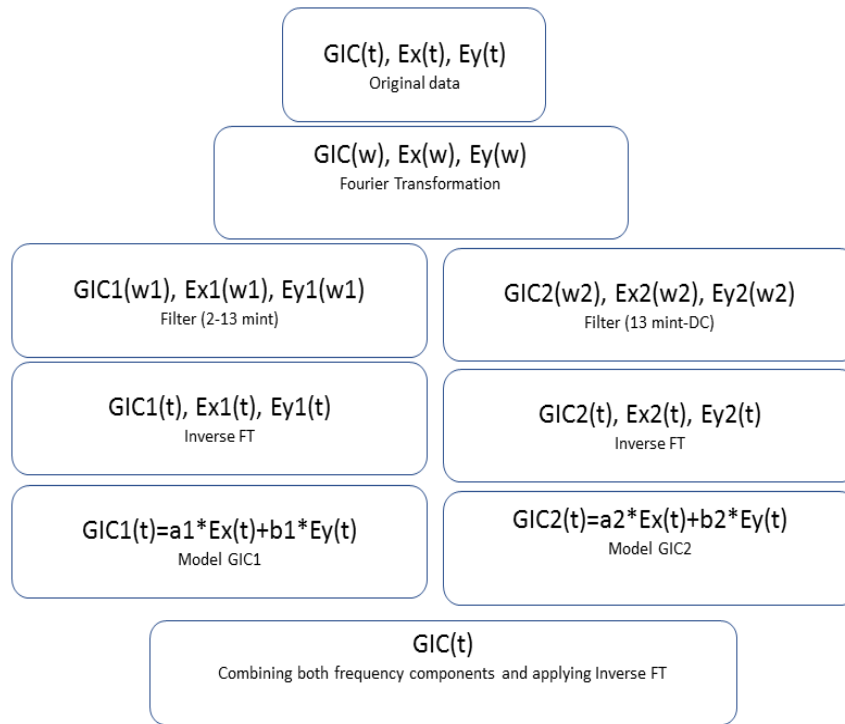 GIC(t), Ex(t), Ey(t)
Original data
GIC(w), Ex(w), Ey(w)
Fourier Transformation
GIC1(w1), Ex1(w1), Ey1(w1)
Filter (2-13 mint)
GIC2(w2), Ex2(w2), Ey2(w2)
Filter (13 mint-DC)
GIC1(t), Ex1(t), Ey1(t)
Inverse FT
GIC2(t), Ex2(t), Ey2(t)
Inverse FT
GIC1(t)=a1*Ex(t)+b1*Ey(t)
Model GIC1
GIC2(t)=a2*Ex(t)+b2*Ey(t)
Model GIC2
GIC(t)
Combining both frequency components and applying Inverse FT